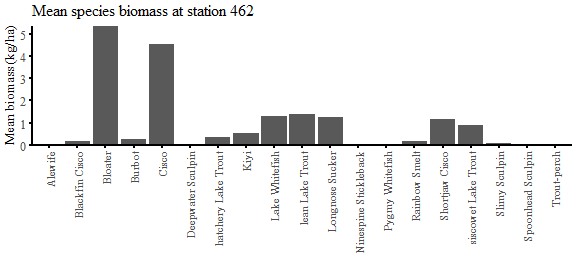 Mean species biomass at station 462
Mean biomass (kg/ha)
5
4
3
2
1
0
Alewife
Blackfin Cisco
Bloater
Burbot
Cisco
Deepwater Sculpin
hatchery Lake Trout
Kiyi
Lake Whitefish
lean Lake Trout
Longnose Sucker
Ninespine Stickleback
Pygmy Whitefish
Rainbow Smelt
Shortjaw Cisco
siscowet Lake Trout
Slimy Sculpin
Spoonhead Sculpin
Trout-perch